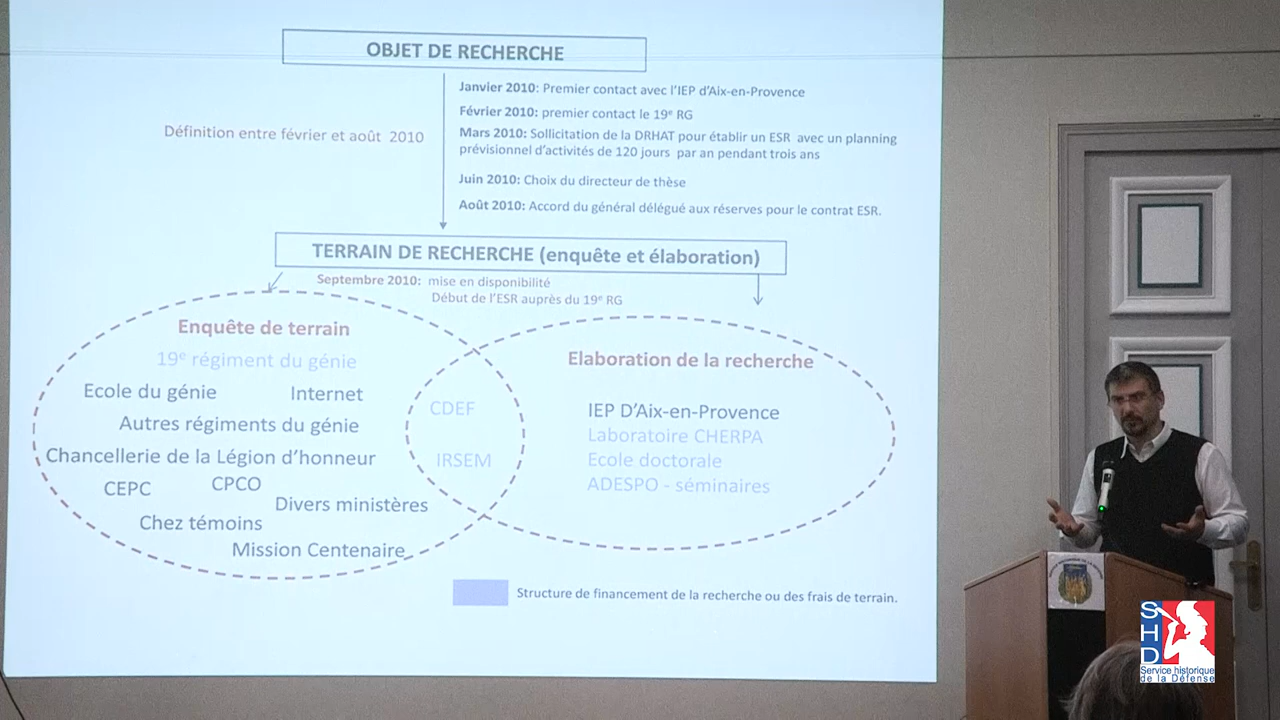 OBJET DE RECHERCHE
Janvier 2010: Premier contact avec l'IEP d'Aix-en-Provence
Février 2010: premier contact le 19e RG
Définition entre février et août 2010
Mars 2010: Sollicitation de la DRHAT pour établir un ESR avec un planning
prévisionnel d'activités de 120 jours par an pendant trois ans
Juin 2010: Choix du directeur de thèse
Août 2010: Accord du général délégué aux réserves pour le contrat ESR.
TERRAIN DE RECHERCHE (enquête et élaboration)
Septembre 2010: mise en disponibilité
Début de l'ESR auprès du 19e RG
Enquête de terrain
19e régiment du génie
Ecole du génie
Internet
Autres régiments du génie
Chancellerie de la Légion d'honneur
CEPC
CPCO
Divers ministères
Chez témoins
Mission Centenaire
CDEF
IRSEM
Elaboration de la recherche
IEP D'Aix-en-Provence
Laboratoire CHERPA
Ecole doctorale
ADESPO - séminaires
Structure de financement de la recherche ou des frais de terrain.
SHD
Service historique
de la Défense